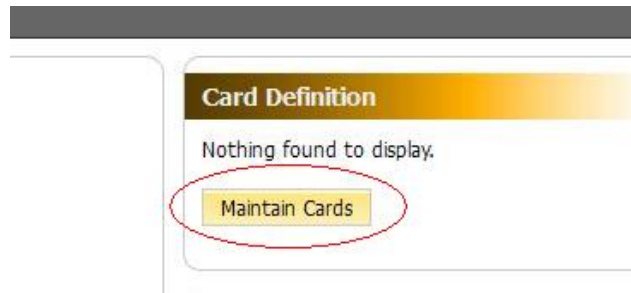 Card Definition
Nothing found to display.
Maintain Cards